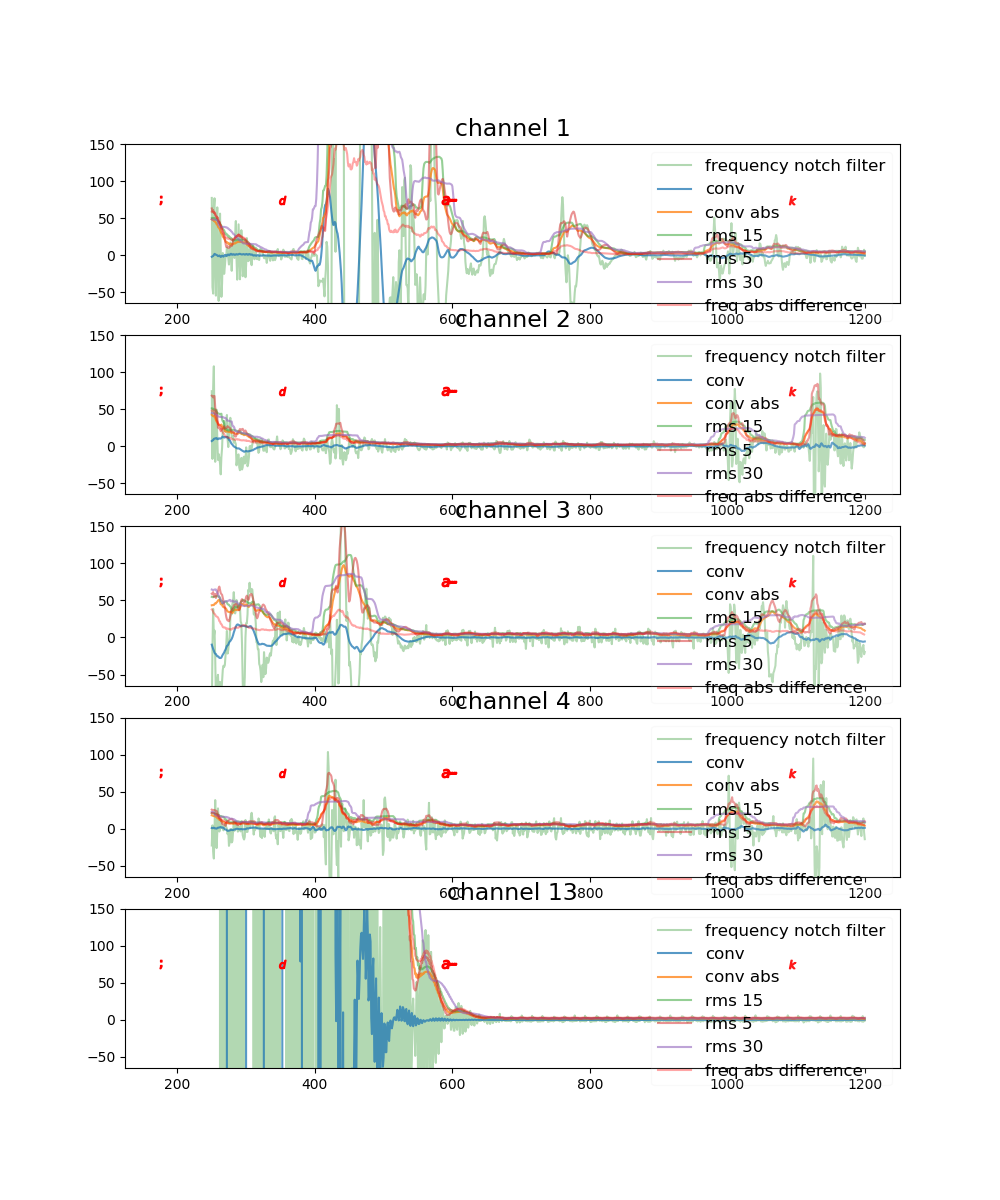 channel 1
150
100
50
0
−50
; d a- k
frequency notch filter
conv
conv abs
rms 15
rms 5
rms 30
freq abs difference
200 400 600 800 1000 1200
channel 2
150
100
50
0
−50
; d a- k
frequency notch filter
conv
conv abs
rms 15
rms 5
rms 30
freq abs difference
200 400 600 800 1000 1200
channel 3
150
100
50
0
−50
; d a- k
frequency notch filter
conv
conv abs
rms 15
rms 5
rms 30
freq abs difference
200 400 600 800 1000 1200
channel 4
150
100
50
0
−50
; d a- k
frequency notch filter
conv
conv abs
rms 15
rms 5
rms 30
freq abs difference
200 400 600 800 1000 1200
channel 13
150
100
50
0
−50
; d a- k
frequency notch filter
conv
conv abs
rms 15
rms 5
rms 30
freq abs difference
200 400 600 800 1000 1200